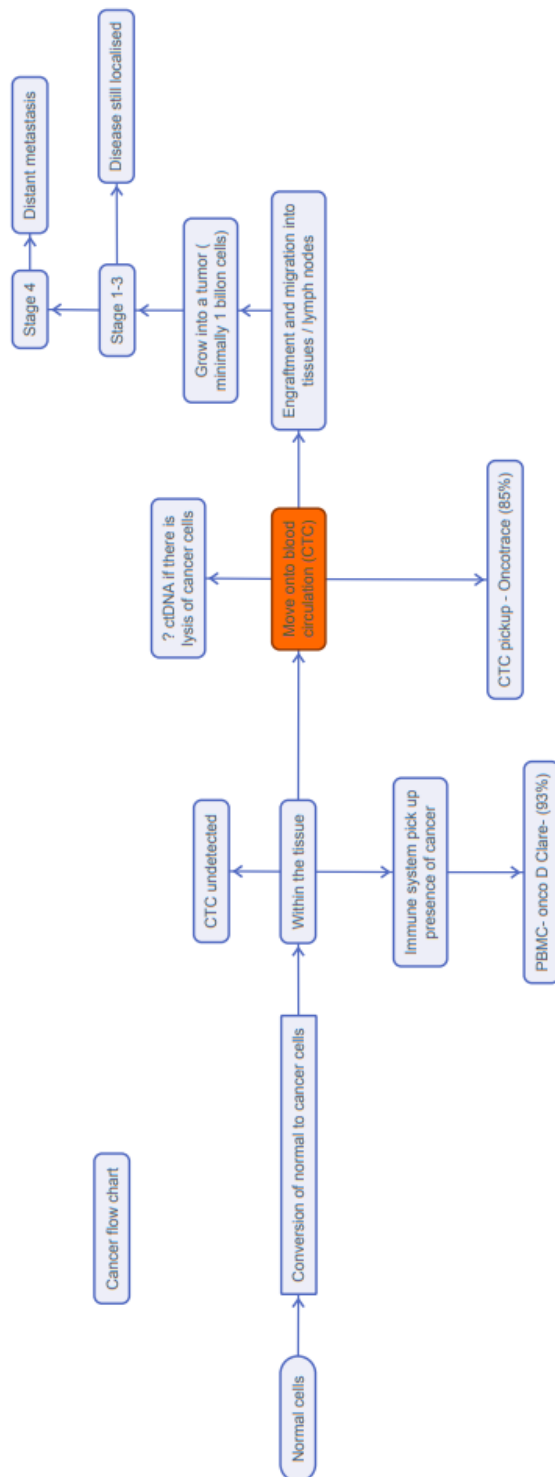 Cancer flow chart
Normal cells
Conversion of normal to cancer cells
CTC undetected
Within the tissue
Immune system pick up
presence of cancer
PBMC- onco D Clare- (93%)
? ctDNA if there is
lysis of cancer cells
Move onto blood
circulation (CTC)
CTC pickup - Oncotrace (85%)
Engraftment and migration into
tissues / lymph nodes
Grow into a tumor (
minimally 1 billon cells)
Stage 1-3
Disease still localised
Stage 4
Distant metastasis